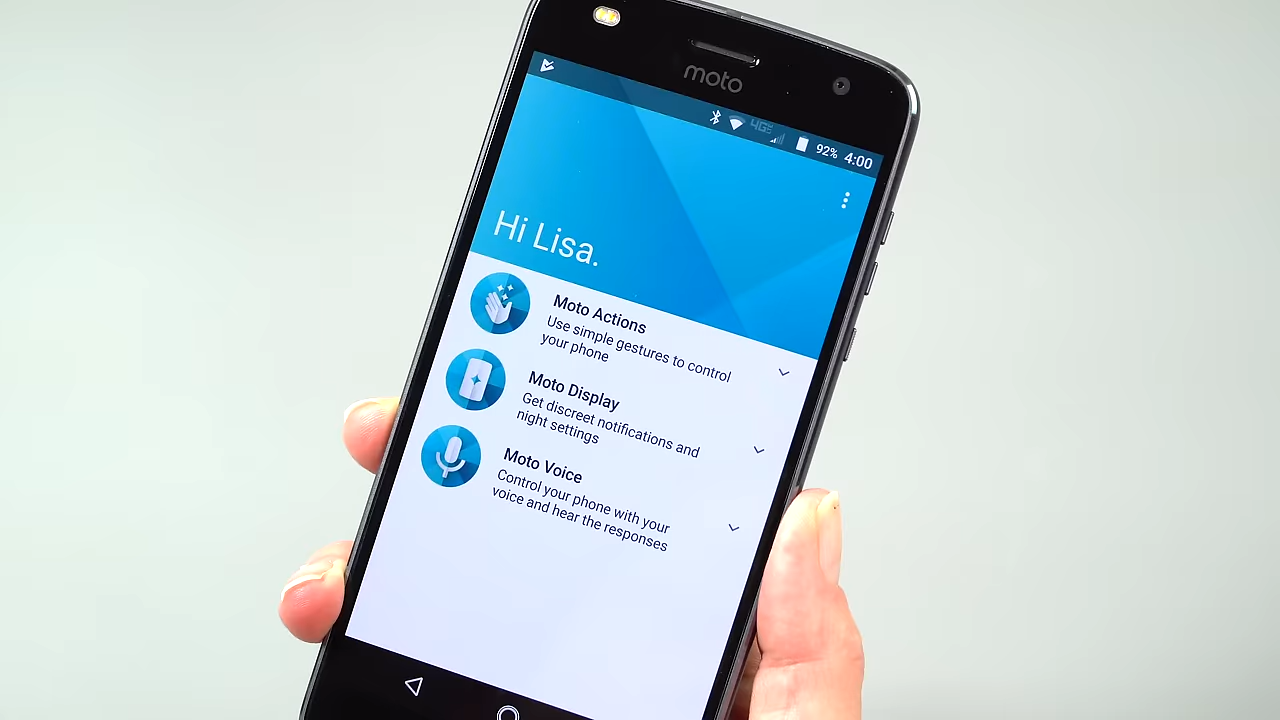 moto
4G
92% 4:00
Hi Lisa.
Moto Actions
Use simple gestures to control
your phone
Moto Display
Get discreet notifications and
night settings
Moto Voice
Control your phone with your
voice and hear the responses